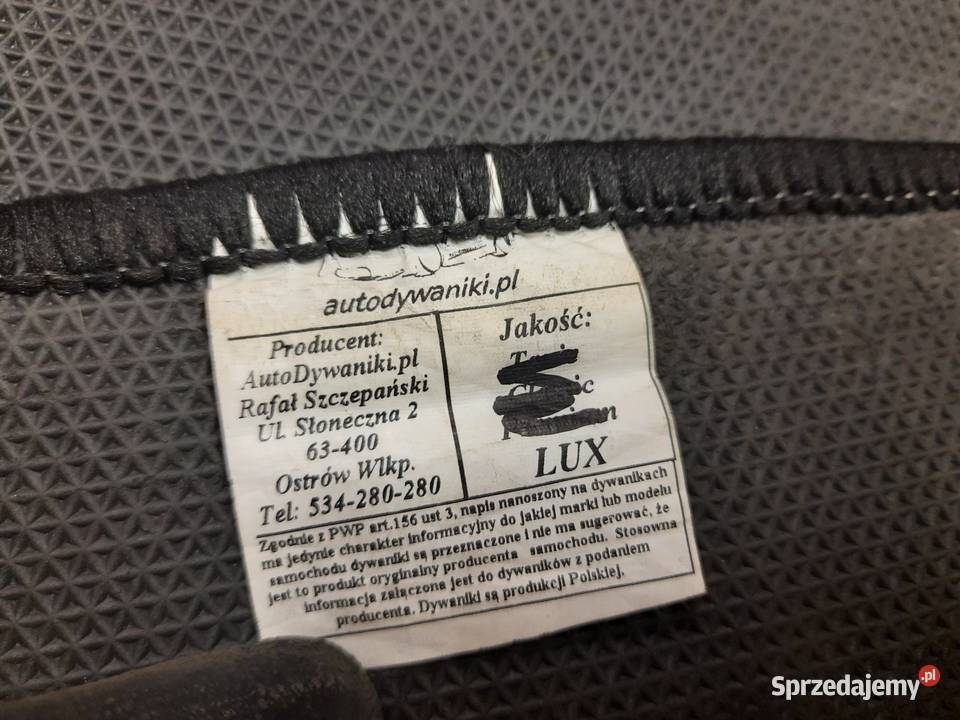 autodywaniki.pl
Producent:
AutoDywaniki.pl
Rafał Szczepański
Ul. Słoneczna 2
63-400
Ostrów Wlkp.
Tel: 534-280-280
Jakość:
LUX
Zgodnie z PWP art.156 ust 3, napis nanoszony na dywanikach
ma jedynie charakter informacyjny do jakiej marki lub modelu
samochodu dywaniki są przeznaczone i nie ma sugerować, że
jest to produkt oryginalny producenta samochodu. Stosowna
informacja załączona jest do dywaników z podaniem
producenta. Dywaniki są produkcji Polskiej.
Sprzedajemy.pl